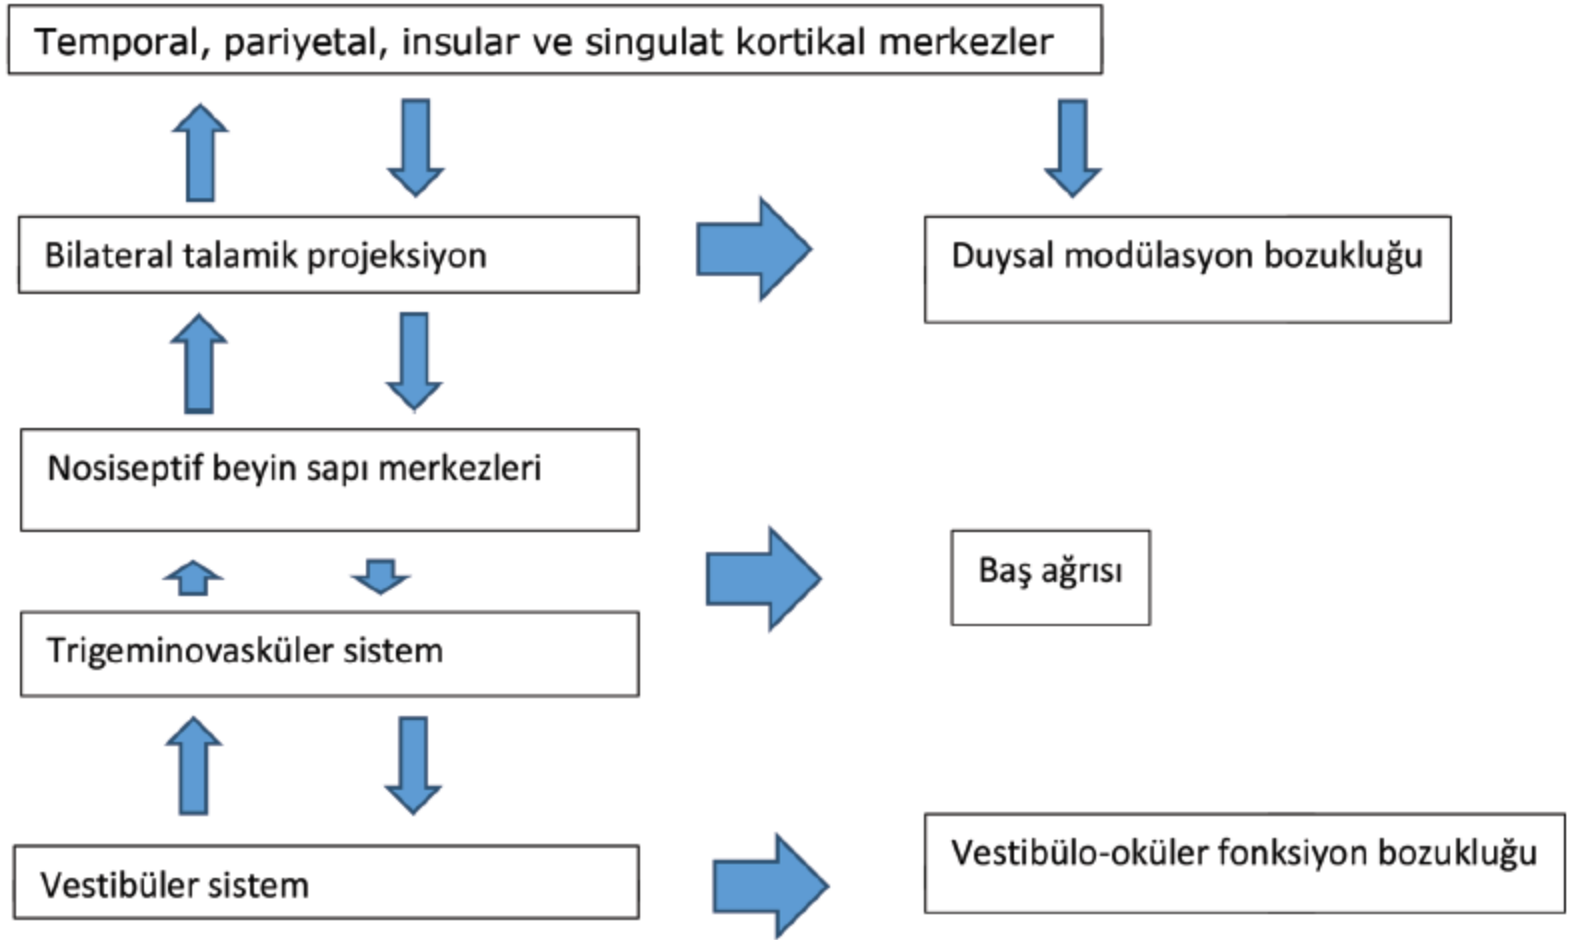 Temporal, pariyetal, insular ve singulat kortikal merkezler
Bilateral talamik projeksiyon
Duysal modülasyon bozukluğu
Nosiseptif beyin sapı merkezleri
Baş ağrısı
Trigeminovasküler sistem
Vestibüler sistem
Vestibülo-oküler fonksiyon bozukluğu